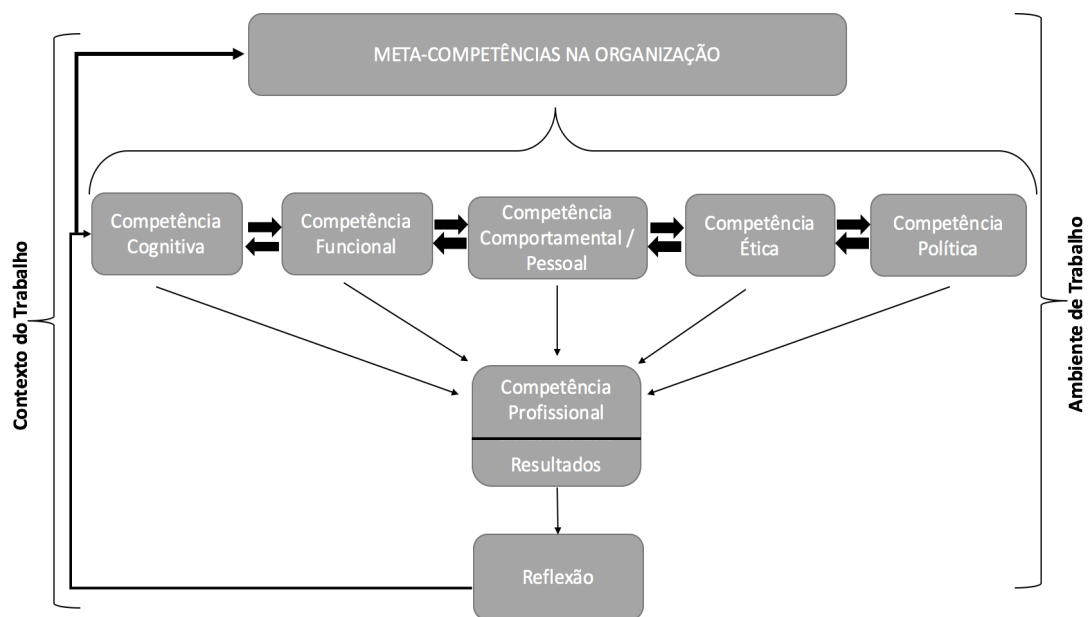 META-COMPETÊNCIAS NA ORGANIZAÇÃO
Competência
Cognitiva
Competência
Funcional
Competência
Comportamental /
Pessoal
Competência
Ética
Competência
Política
Contexto do Trabalho
Ambiente de Trabalho
Competência
Profissional
Resultados
Reflexão